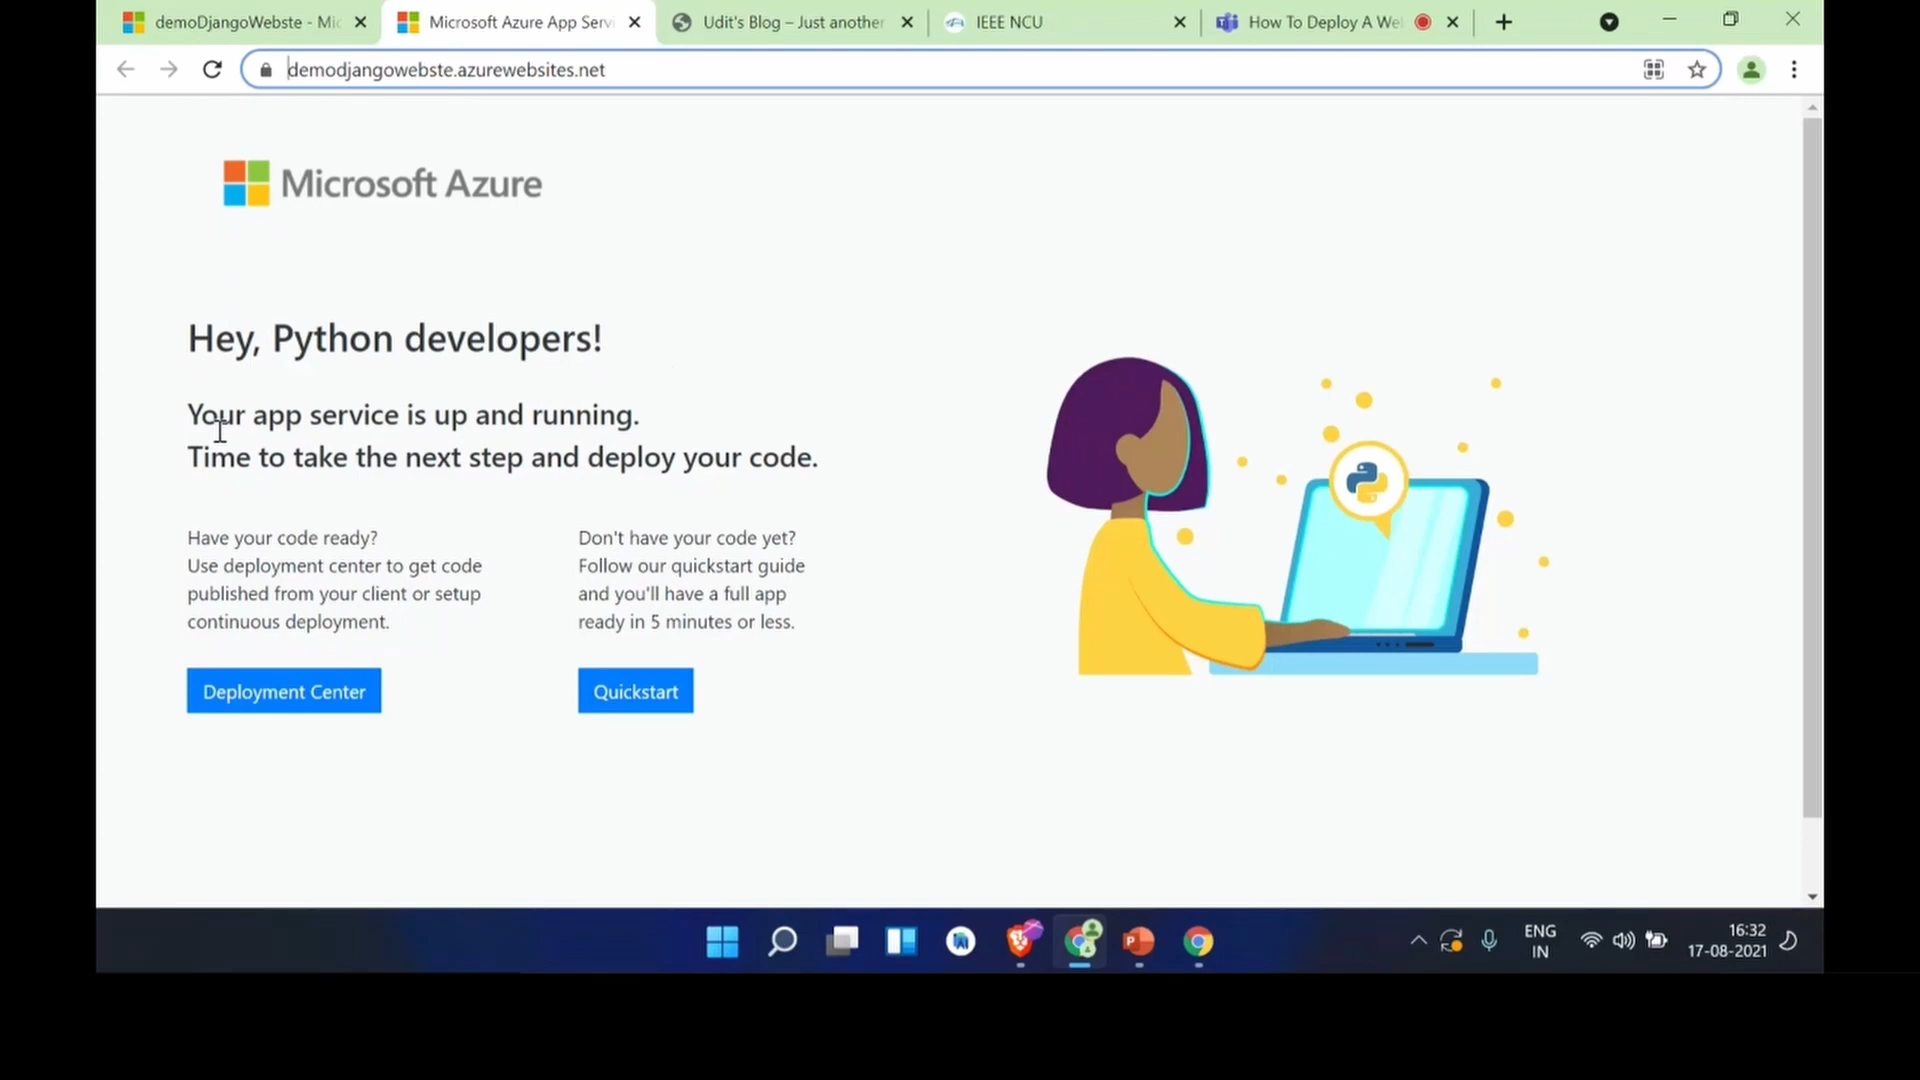 demoDjangoWebste - Mic
Microsoft Azure App Servi
Udit's Blog – Just another
IEEE NCU
How To Deploy A We
demodjangowebste.azurewebsites.net
Microsoft Azure
Hey, Python developers!
Your app service is up and running.
Time to take the next step and deploy your code.
Have your code ready?
Use deployment center to get code
published from your client or setup
continuous deployment.
Deployment Center
Don't have your code yet?
Follow our quickstart guide
and you'll have a full app
ready in 5 minutes or less.
Quickstart
ENG
IN
16:32
17-08-2021